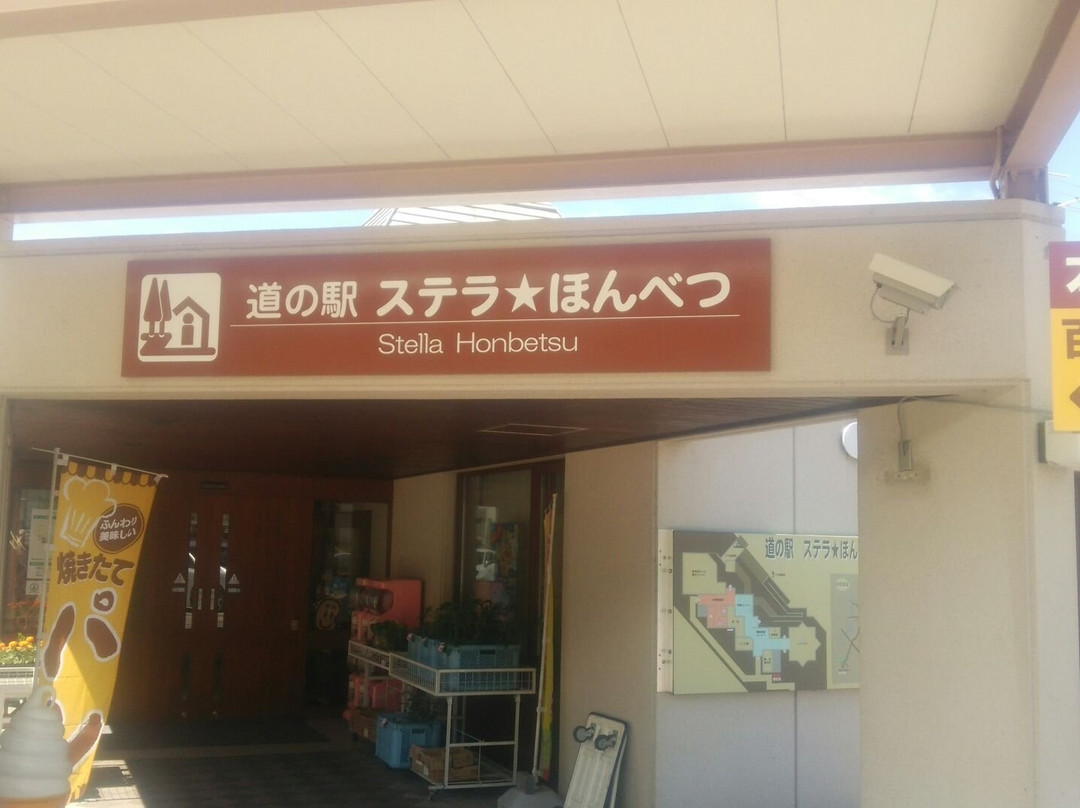 道の駅 ステラ★ほんべつ
Stella Honbetsu
ふんわり
美味しい
焼きたて
道の駅 ステラ★ほん